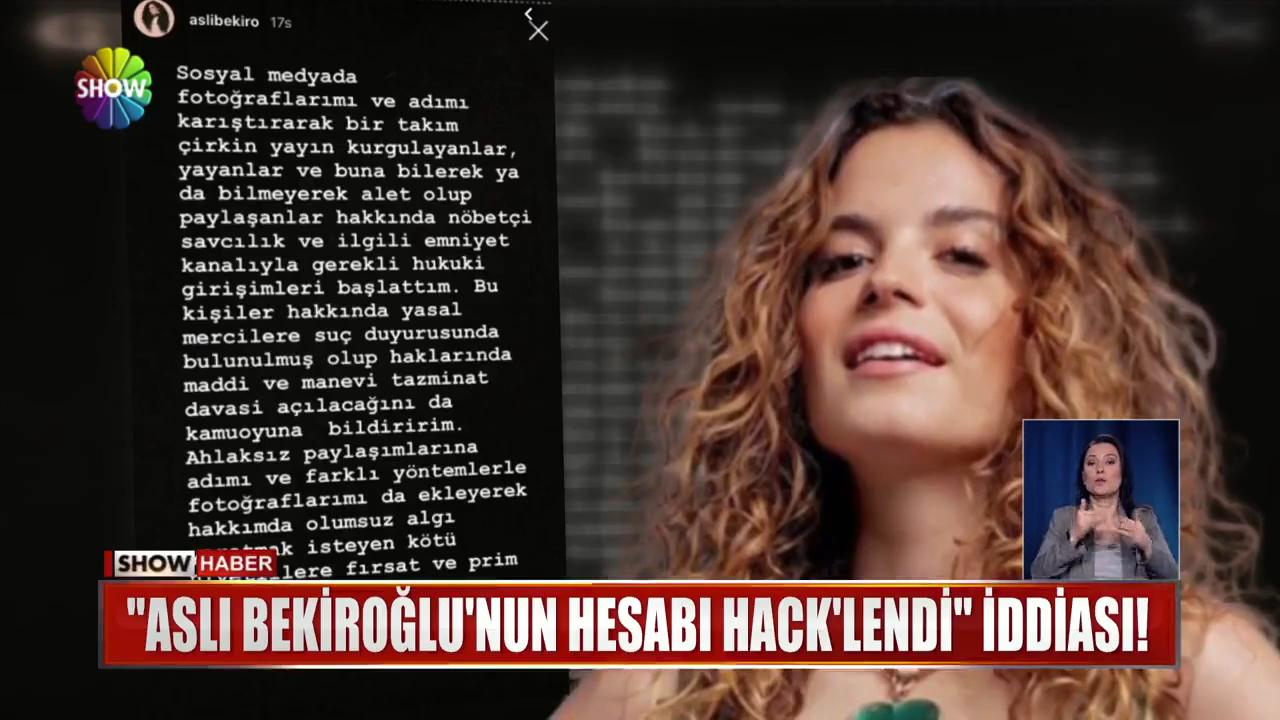 aslibekiro 17s
SHOW
Sosyal medyada
fotoğraflarımı ve adımı
karıştırarak bir takım
çirkin yayın kurgulayanlar,
yayanlar ve buna bilerek ya
da bilmeyerek alet olup
paylaşanlar hakkında nöbetçi
savcılık ve ilgili emniyet
kanalıyla gerekli hukuki
girişimleri başlattım. Bu
kişiler hakkında yasal
mercilere suç duyurusunda
bulunulmuş olup haklarında
maddi ve manevi tazminat
davasi açılacağını da
kamuoyuna bildiririm.
Ahlaksız paylaşımlarına
adımı ve farklı yöntemlerle
fotoğraflarımı da ekleyerek
hakkımda olumsuz algı
isteyen kötü
fırsat ve prim
SHOW HABER
"ASLI BEKİROĞLU'NUN HESABI HACK'LENDİ" İDDİASI!